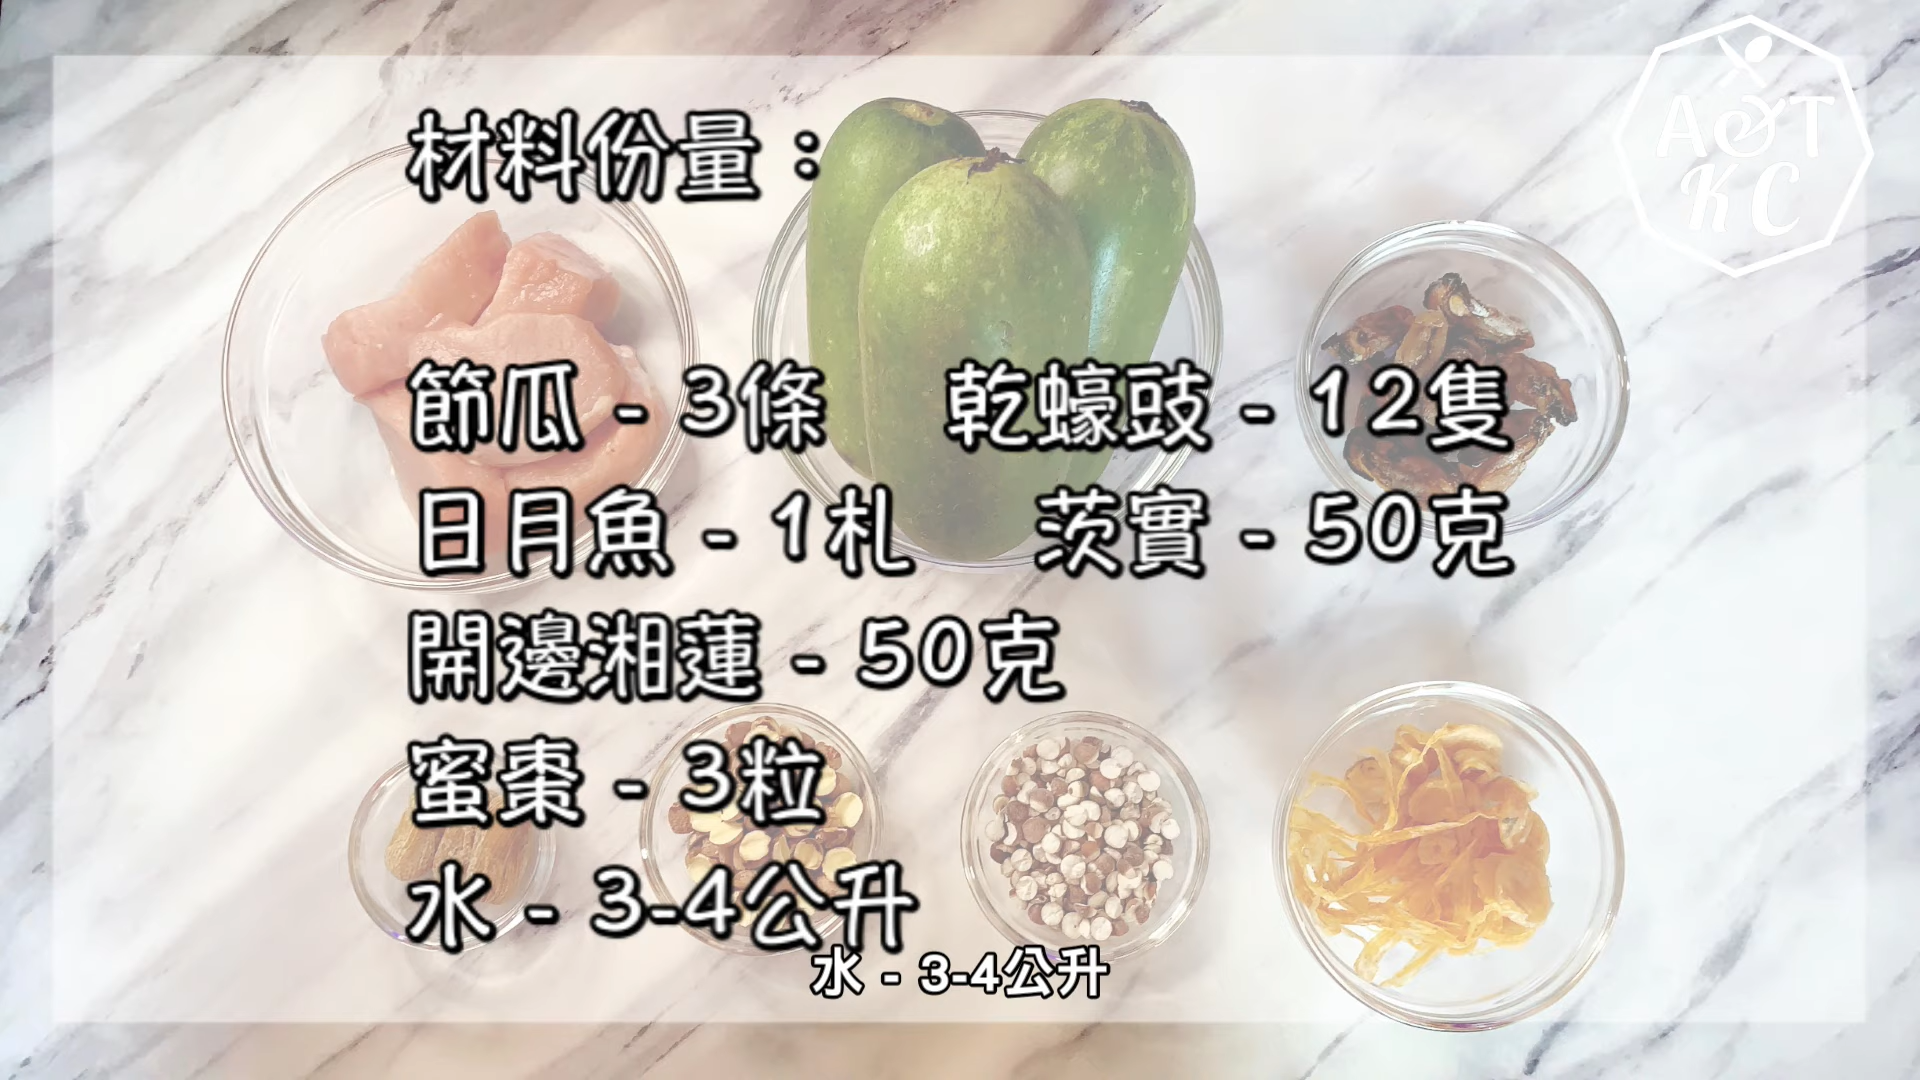 A&T
KC
材料份量：
節瓜 - 3條 乾蠔豉 - 12隻
日月魚 - 1札 茨實 - 50克
開邊湘蓮 - 50克
蜜棗 - 3粒
水 - 3-4公升
水 - 3-4公升